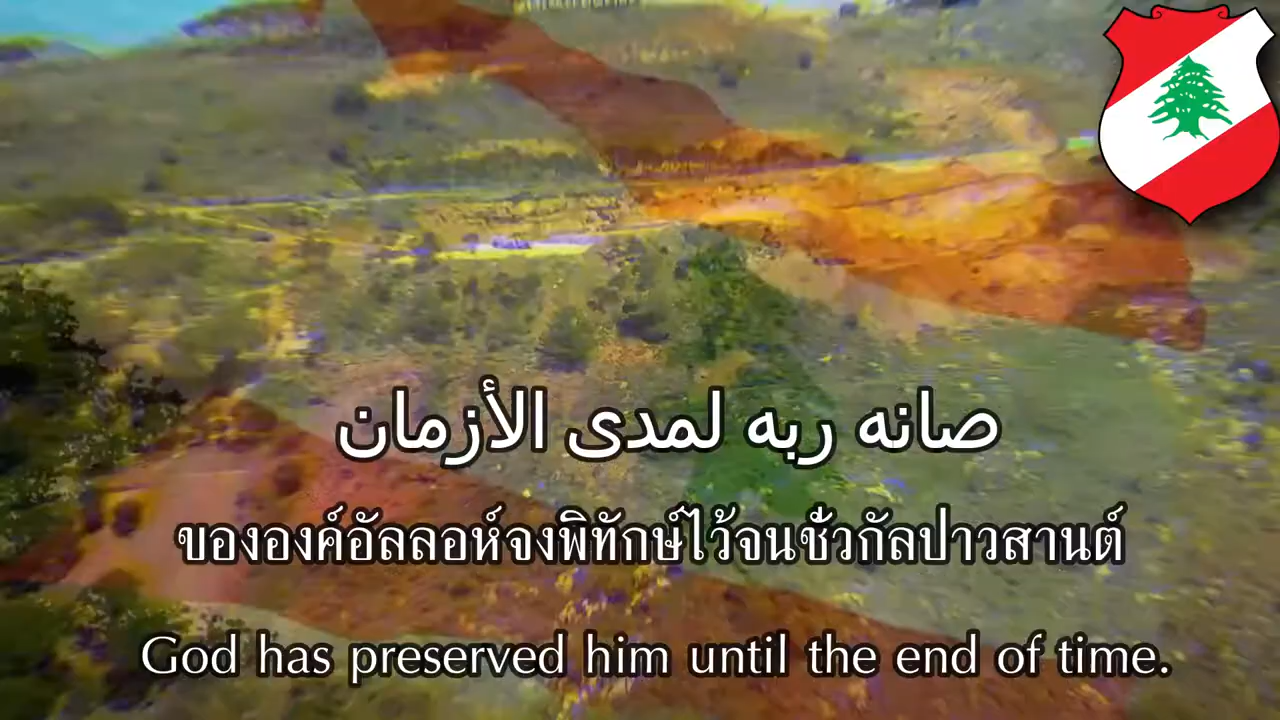 صانه ربه لمدى الأزمان
ขององค์อัลลอห์จงพิทักษ์ไว้จนชั่วกัลปาวสานต์
God has preserved him until the end of time.